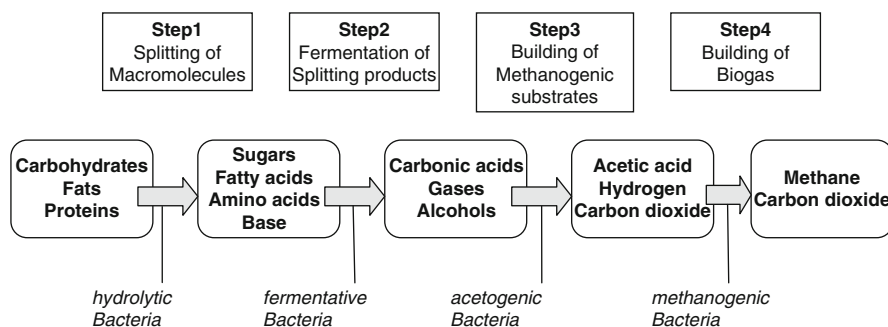 Step1
Splitting of
Macromolecules
Step2
Fermentation of
Splitting products
Step3
Building of
Methanogenic
substrates
Step4
Building of
Biogas
Carbohydrates
Fats
Proteins
Sugars
Fatty acids
Amino acids
Base
Carbonic acids
Gases
Alcohols
Acetic acid
Hydrogen
Carbon dioxide
Methane
Carbon dioxide
hydrolytic
Bacteria
fermentative
Bacteria
acetogenic
Bacteria
methanogenic
Bacteria